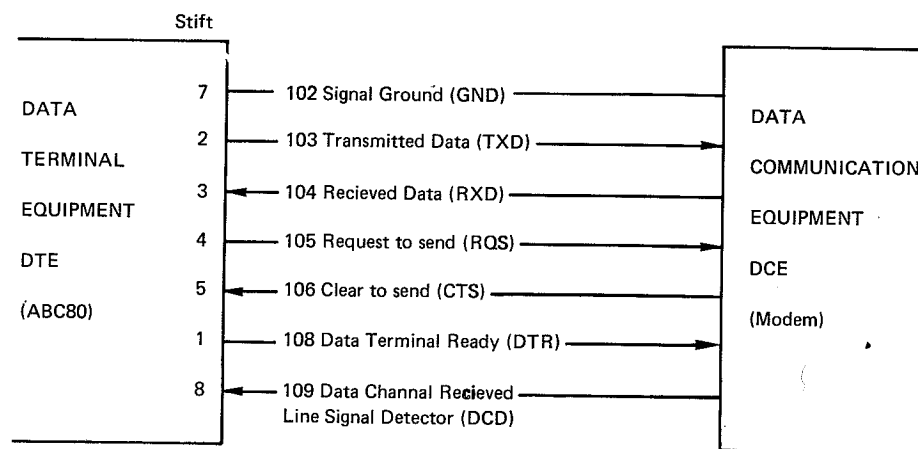 Stift
DATA
TERMINAL
EQUIPMENT
DTE
(ABC80)
7 102 Signal Ground (GND)
2 103 Transmitted Data (TXD)
3 104 Recieved Data (RXD)
4 105 Request to send (RQS)
5 106 Clear to send (CTS)
1 108 Data Terminal Ready (DTR)
8 109 Data Channal Recieved
Line Signal Detector (DCD)
DATA
COMMUNICATION
EQUIPMENT
DCE
(Modem)